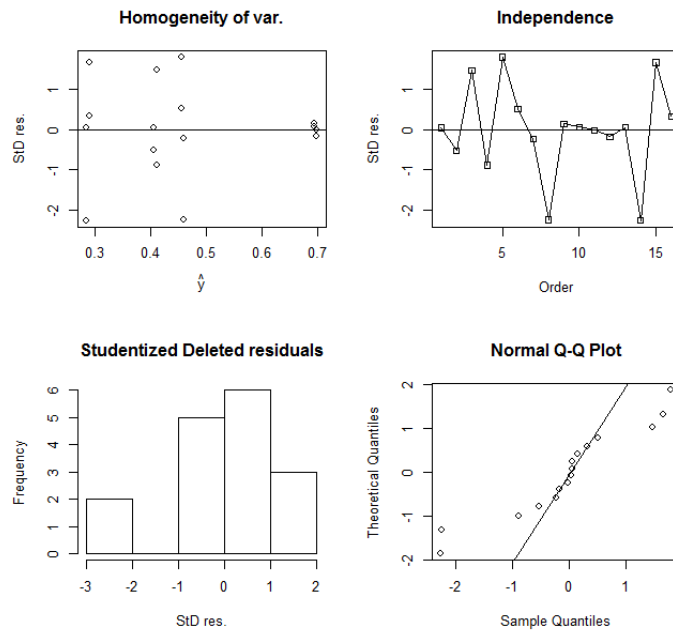 Homogeneity of var.
StD res.
-2 -1 0 1
0.3 0.4 0.5 0.6 0.7
ŷ
Independence
StD res.
-2 -1 0 1
5 10 15
Order
Studentized Deleted residuals
Frequency
0 1 2 3 4 5 6
-3 -2 -1 0 1 2
StD res.
Normal Q-Q Plot
Theoretical Quantiles
-2 -1 0 1 2
-2 -1 0 1
Sample Quantiles